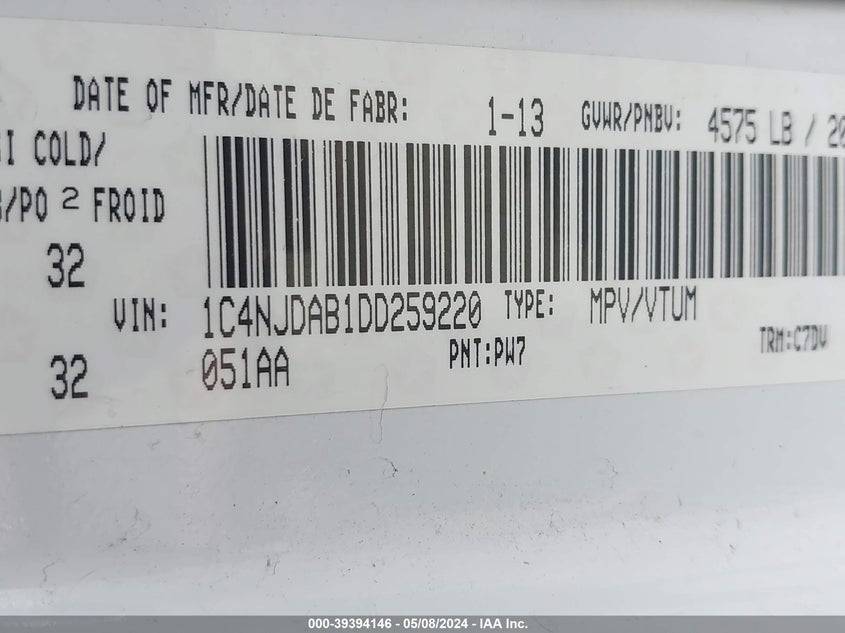 DATE OF MFR/DATE DE FABR: 1-13 GVWR/PNBV: 4575 LB / 20
SI COLD/
/PO 2 FROID
32
VIN: 1C4NJDAB1DD259220 TYPE: MPV/VTUM
32 051AA PNT:PW7 TRM:C7DV
000-39394146 - 05/08/2024 - IAA Inc.